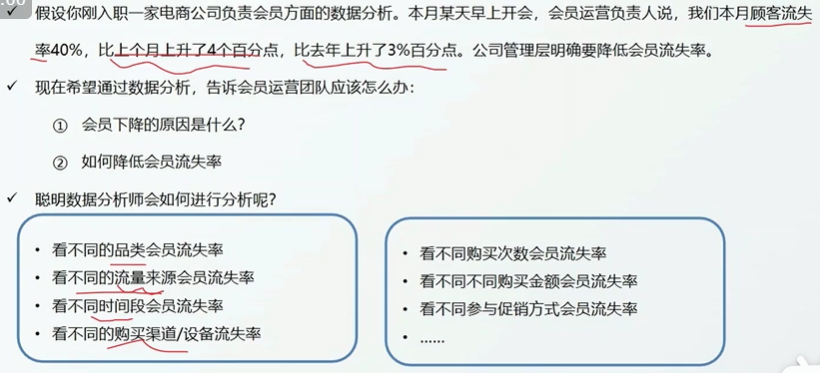 :00
✓ 假设你刚入职一家电商公司负责会员方面的数据分析。本月某天早上开会，会员运营负责人说，我们本月顾客流失
率40%，比上个月上升了4个百分点，比去年上升了3%百分点。公司管理层明确要降低会员流失率。
✓ 现在希望通过数据分析，告诉会员运营团队应该怎么办：
① 会员下降的原因是什么？
② 如何降低会员流失率
✓ 聪明数据分析师会如何进行分析呢？
• 看不同的品类会员流失率
• 看不同的流量来源会员流失率
• 看不同时间段会员流失率
• 看不同的购买渠道/设备流失率
• 看不同购买次数会员流失率
• 看不同不同购买金额会员流失率
• 看不同参与促销方式会员流失率
• ......